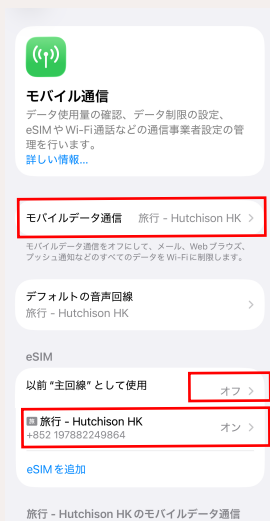 モバイル通信
データ使用量の確認、データ制限の設定、
eSIMやWi-Fi通話などの通信事業者設定の管
理を行います。
詳しい情報...
モバイルデータ通信 旅行 - Hutchison HK >
モバイルデータ通信をオフにして、メール、Webブラウズ、
プッシュ通知などのすべてのデータをWi-Fiに制限します。
デフォルトの音声回線
旅行 - Hutchison HK >
eSIM
以前“主回線”として使用 オフ >
旅行 - Hutchison HK オン >
+852 197882249864
eSIMを追加
旅行 - Hutchison HKのモバイルデータ通信